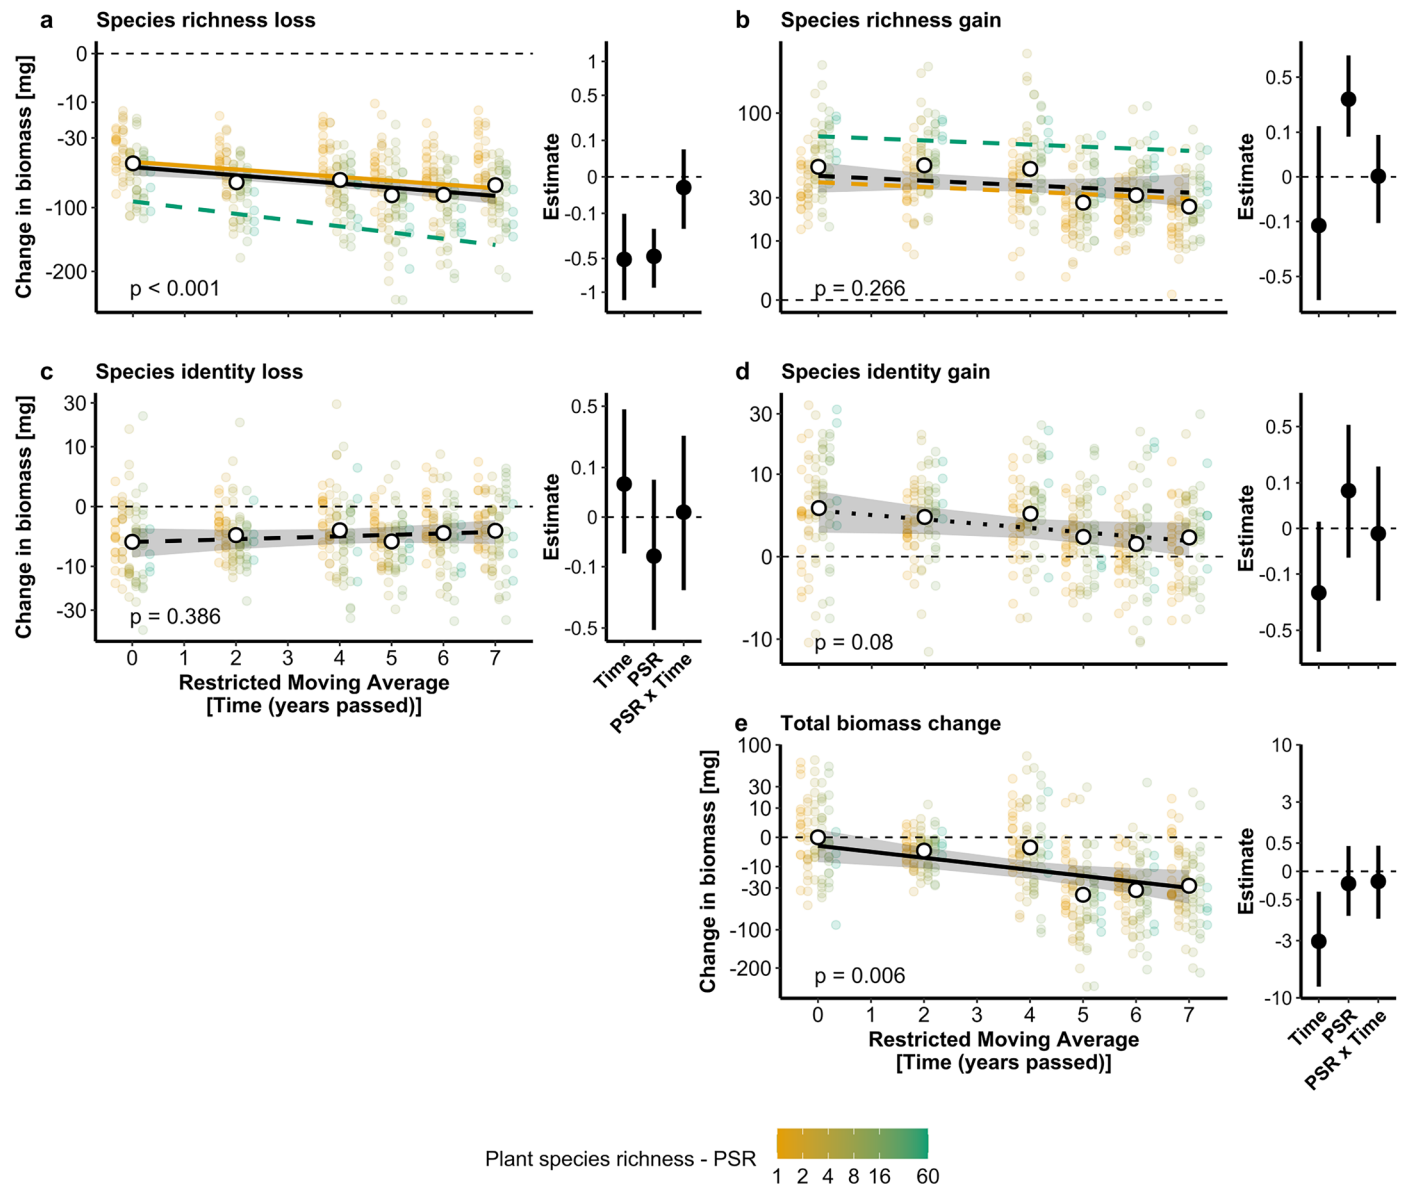 a Species richness loss
Change in biomass [mg]
0
-10
-30
-100
-200
p < 0.001
Estimate
1
0.5
0.1
0
-0.1
-0.5
-1
b Species richness gain
100
30
10
0
p = 0.266
Estimate
0.5
0.1
0
-0.1
-0.5
c Species identity loss
Change in biomass [mg]
30
10
0
-10
-30
p = 0.386
0 1 2 3 4 5 6 7
Restricted Moving Average
[Time (years passed)]
Estimate
0.5
0.1
0
-0.1
-0.5
Time
PSR
PSR x Time
d Species identity gain
30
10
0
-10
p = 0.08
Estimate
0.5
0.1
0
-0.1
-0.5
e Total biomass change
Change in biomass [mg]
100
30
10
0
-10
-30
-100
-200
p = 0.006
0 1 2 3 4 5 6 7
Restricted Moving Average
[Time (years passed)]
Estimate
10
3
0.5
0
-0.5
-3
-10
Time
PSR
PSR x Time
Plant species richness - PSR
1 2 4 8 16 60